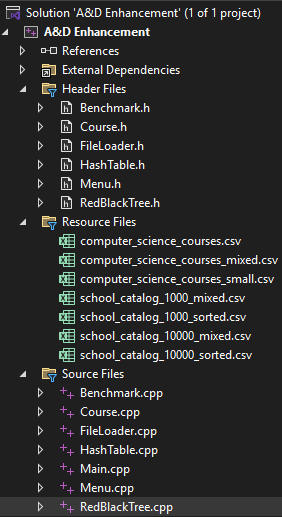 Solution 'A&D Enhancement' (1 of 1 project)
A&D Enhancement
References
External Dependencies
Header Files
Benchmark.h
Course.h
FileLoader.h
HashTable.h
Menu.h
RedBlackTree.h
Resource Files
computer_science_courses.csv
computer_science_courses_mixed.csv
computer_science_courses_small.csv
school_catalog_1000_mixed.csv
school_catalog_1000_sorted.csv
school_catalog_10000_mixed.csv
school_catalog_10000_sorted.csv
Source Files
Benchmark.cpp
Course.cpp
FileLoader.cpp
HashTable.cpp
Main.cpp
Menu.cpp
RedBlackTree.cpp